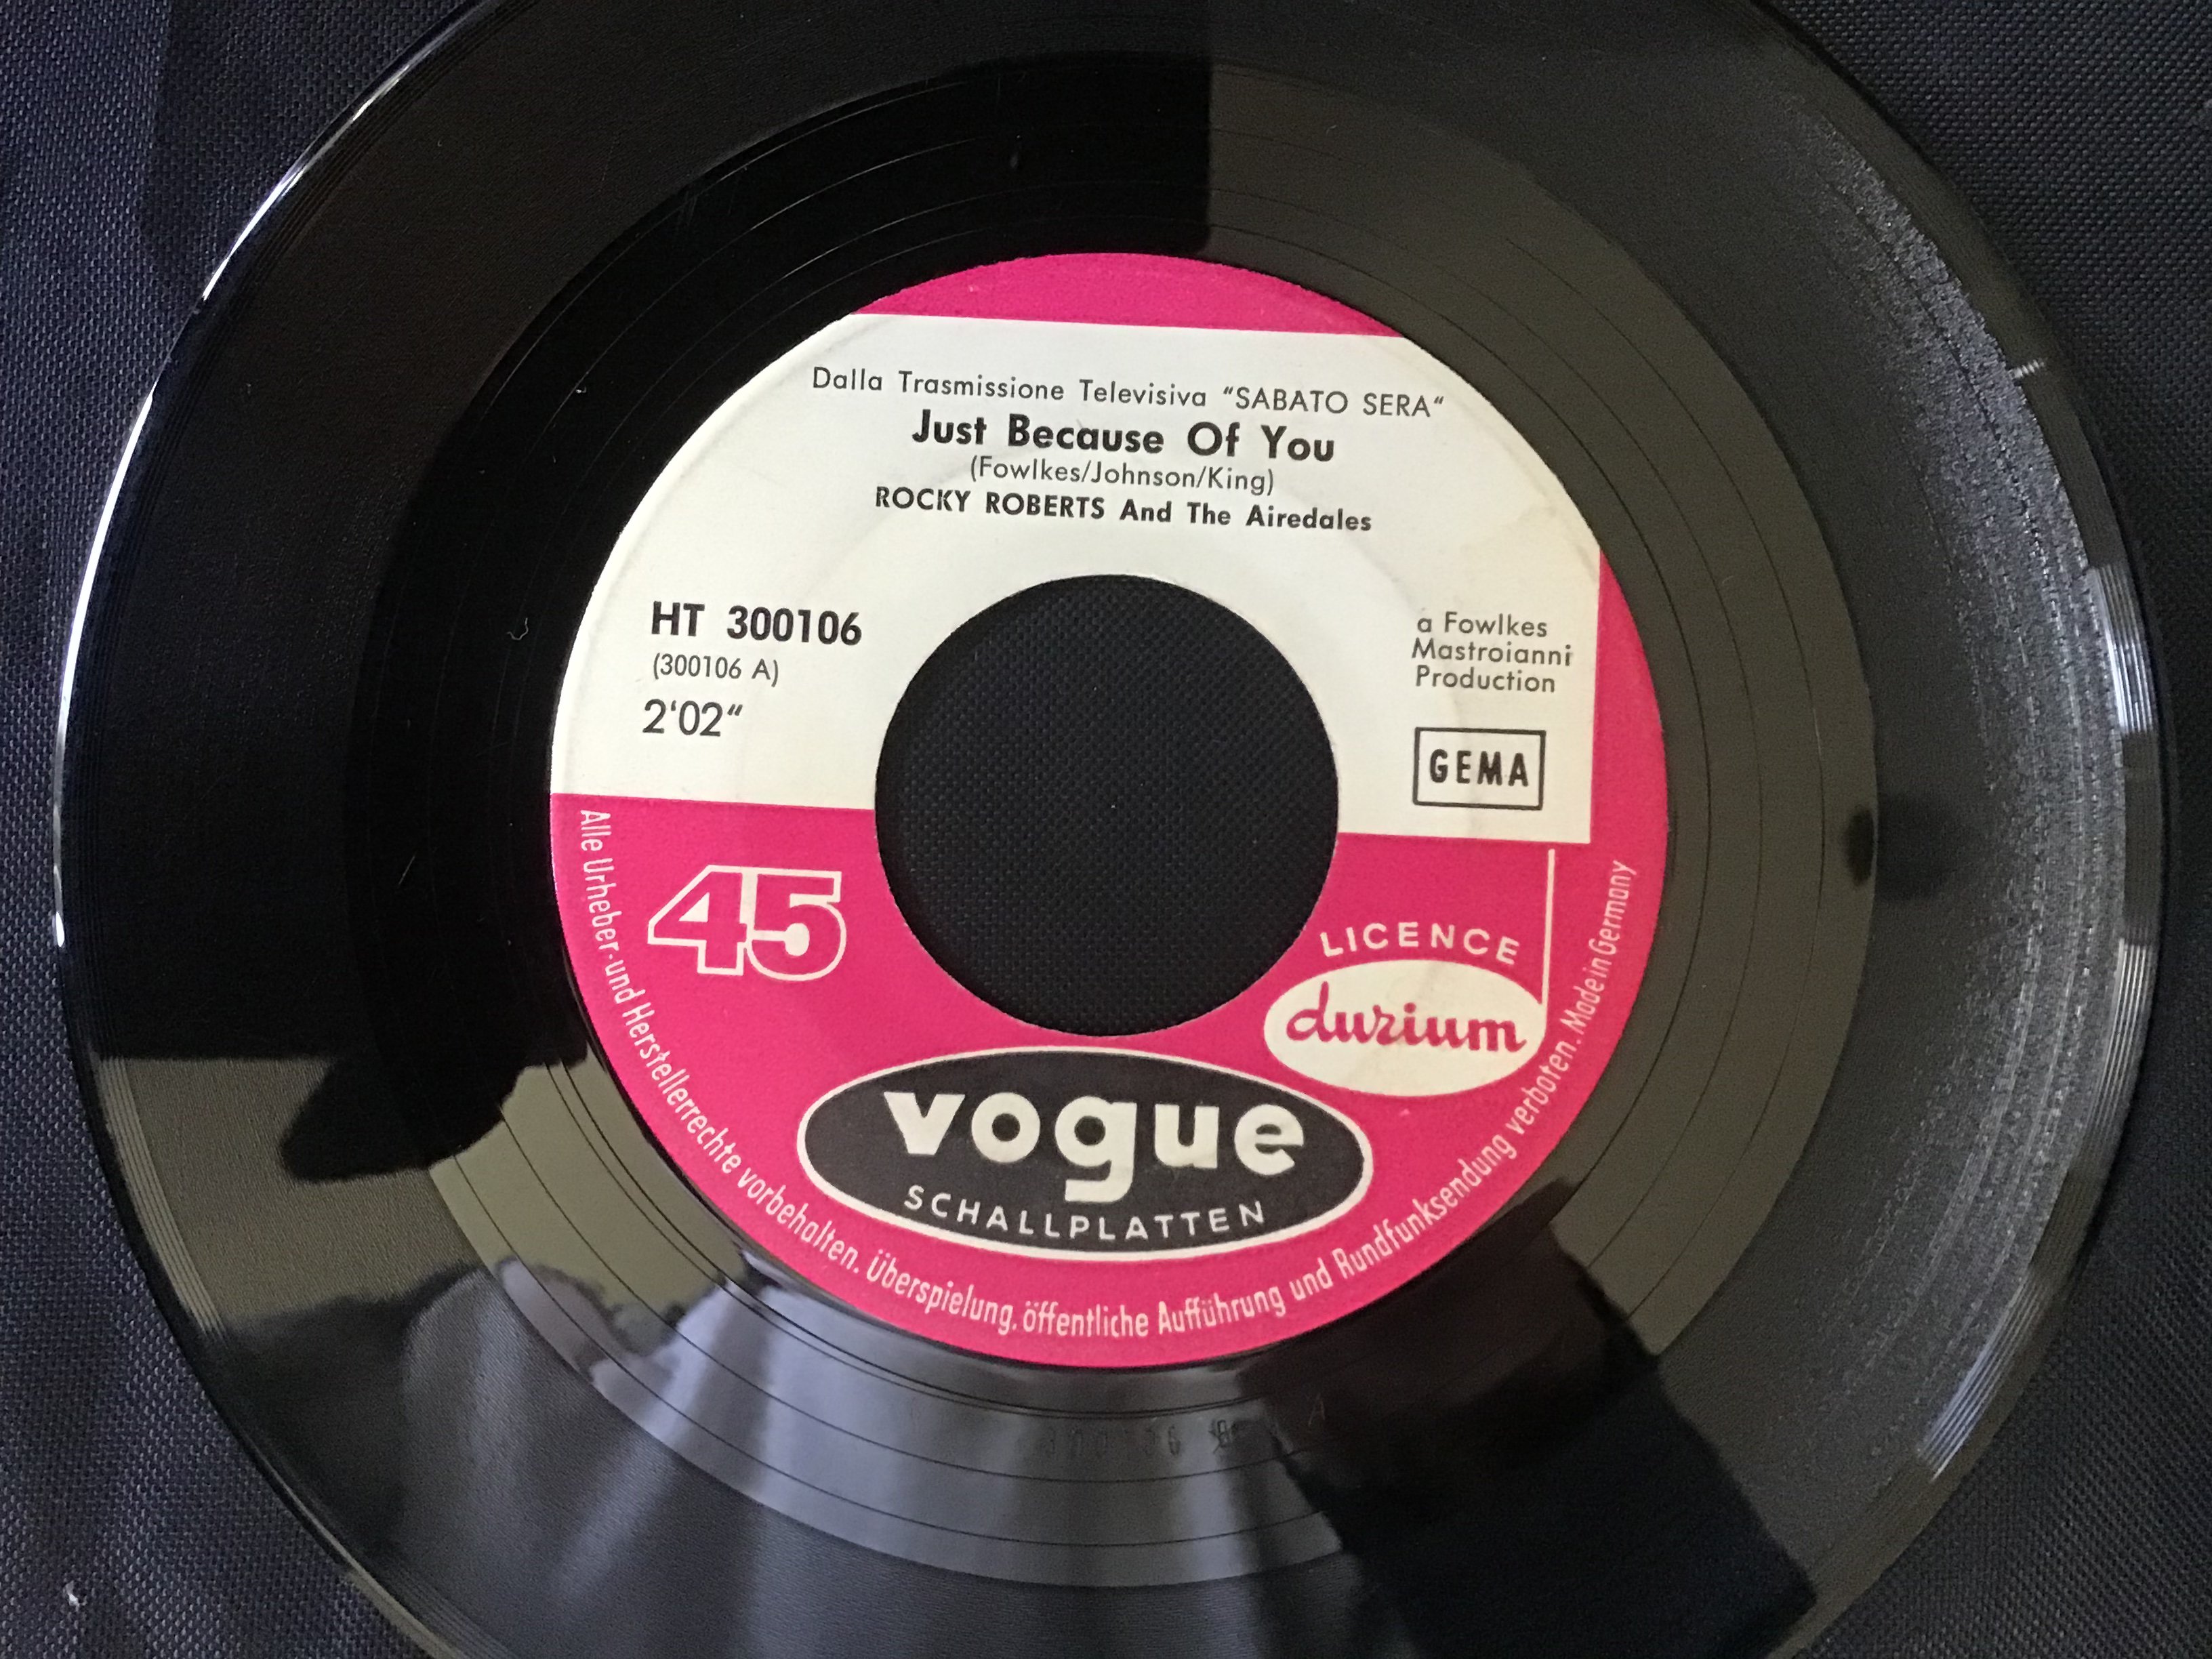 Dalla Trasmissione Televisiva "SABATO SERA"
Just Because Of You
(Fowlkes/Johnson/King)
ROCKY ROBERTS And The Airedales
HT 300106
(300106 A)
2'02"
a Fowlkes
Mastroianni
Production
GEMA
45
LICENCE
durium
vogue
SCHALLPLATTEN
Alle Urheber- und Herstellerrechte vorbehalten. Überspielung, öffentliche Aufführung und Rundfunksendung verboten. Made in Germany